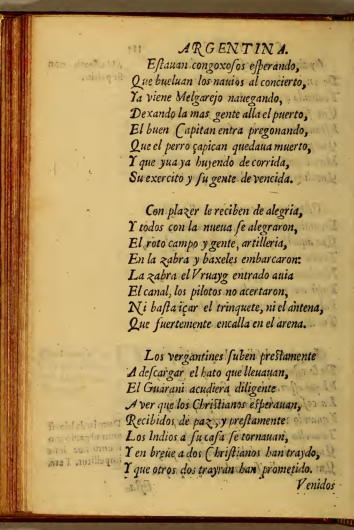 ARGENTINA.
Estauan congoxosos esperando,
Que bueluan los nauios al concierto,
Ya viene Melgarejo nauegando,
Dexando la mas gente alla el puerto,
El buen Capitan entra pregonando,
Que el perro çapican quedaua muerto,
Y que yua ya huyendo de corrida,
Su exercito y su gente de vencida.
Con plazer le reciben de alegria,
Y todos con la nueua se alegraron,
El roto campo y gente, artilleria,
En la zabra y baxeles embarcaron:
La zabra el Vruayg entrado auia
El canal, los pilotos no acertaron,
Ni basta içar el trinquete, ni el antena,
Que fuertemente encalla en el arena.
Los vergantines suben prestamente
A descargar el hato que lleuauan,
El Guarani acudiera diligente
A ver que los Christianos esperauan,
Recibidos de paz, y prestamente
Los Indios a su casa se tornauan,
Y en breue a dos Christianos han traydo,
Y que otros dos trayran han prometido.
Venidos